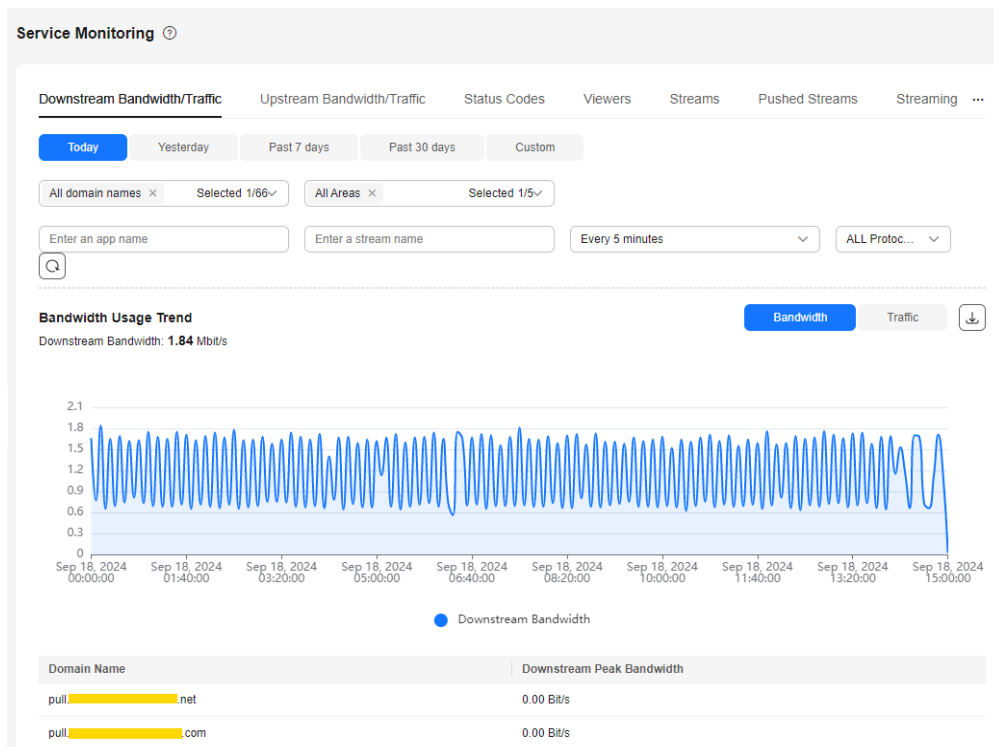 Service Monitoring ?
Downstream Bandwidth/Traffic Upstream Bandwidth/Traffic Status Codes Viewers Streams Pushed Streams Streaming ...
Today Yesterday Past 7 days Past 30 days Custom
All domain names × Selected 1/66 All Areas × Selected 1/5
Enter an app name Enter a stream name Every 5 minutes ALL Protoc...
Bandwidth Usage Trend Bandwidth Traffic
Downstream Bandwidth: 1.84 Mbit/s
2.1
1.8
1.5
1.2
0.9
0.6
0.3
0
Sep 18, 2024 Sep 18, 2024 Sep 18, 2024 Sep 18, 2024 Sep 18, 2024 Sep 18, 2024 Sep 18, 2024 Sep 18, 2024 Sep 18, 2024 Sep 18, 2024
00:00:00 01:40:00 03:20:00 05:00:00 06:40:00 08:20:00 10:00:00 11:40:00 13:20:00 15:00:00
Downstream Bandwidth
Domain Name Downstream Peak Bandwidth
pull. .net 0.00 Bit/s
pull. .com 0.00 Bit/s